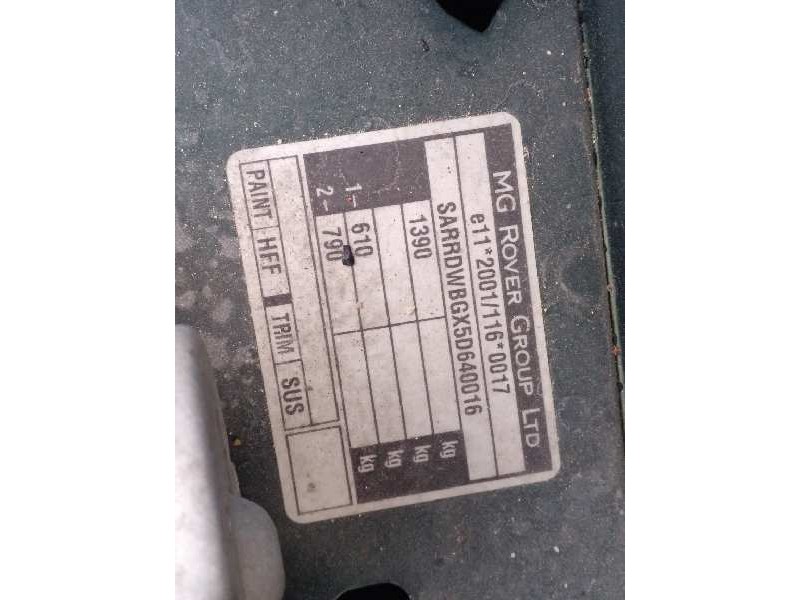 MG ROVER GROUP LTD
e11*2001/116*0017
SARRDWBGX5D640016
1390 kg
kg
1- 610 kg
2- 790 kg
PAINT HFF TRIM SUS